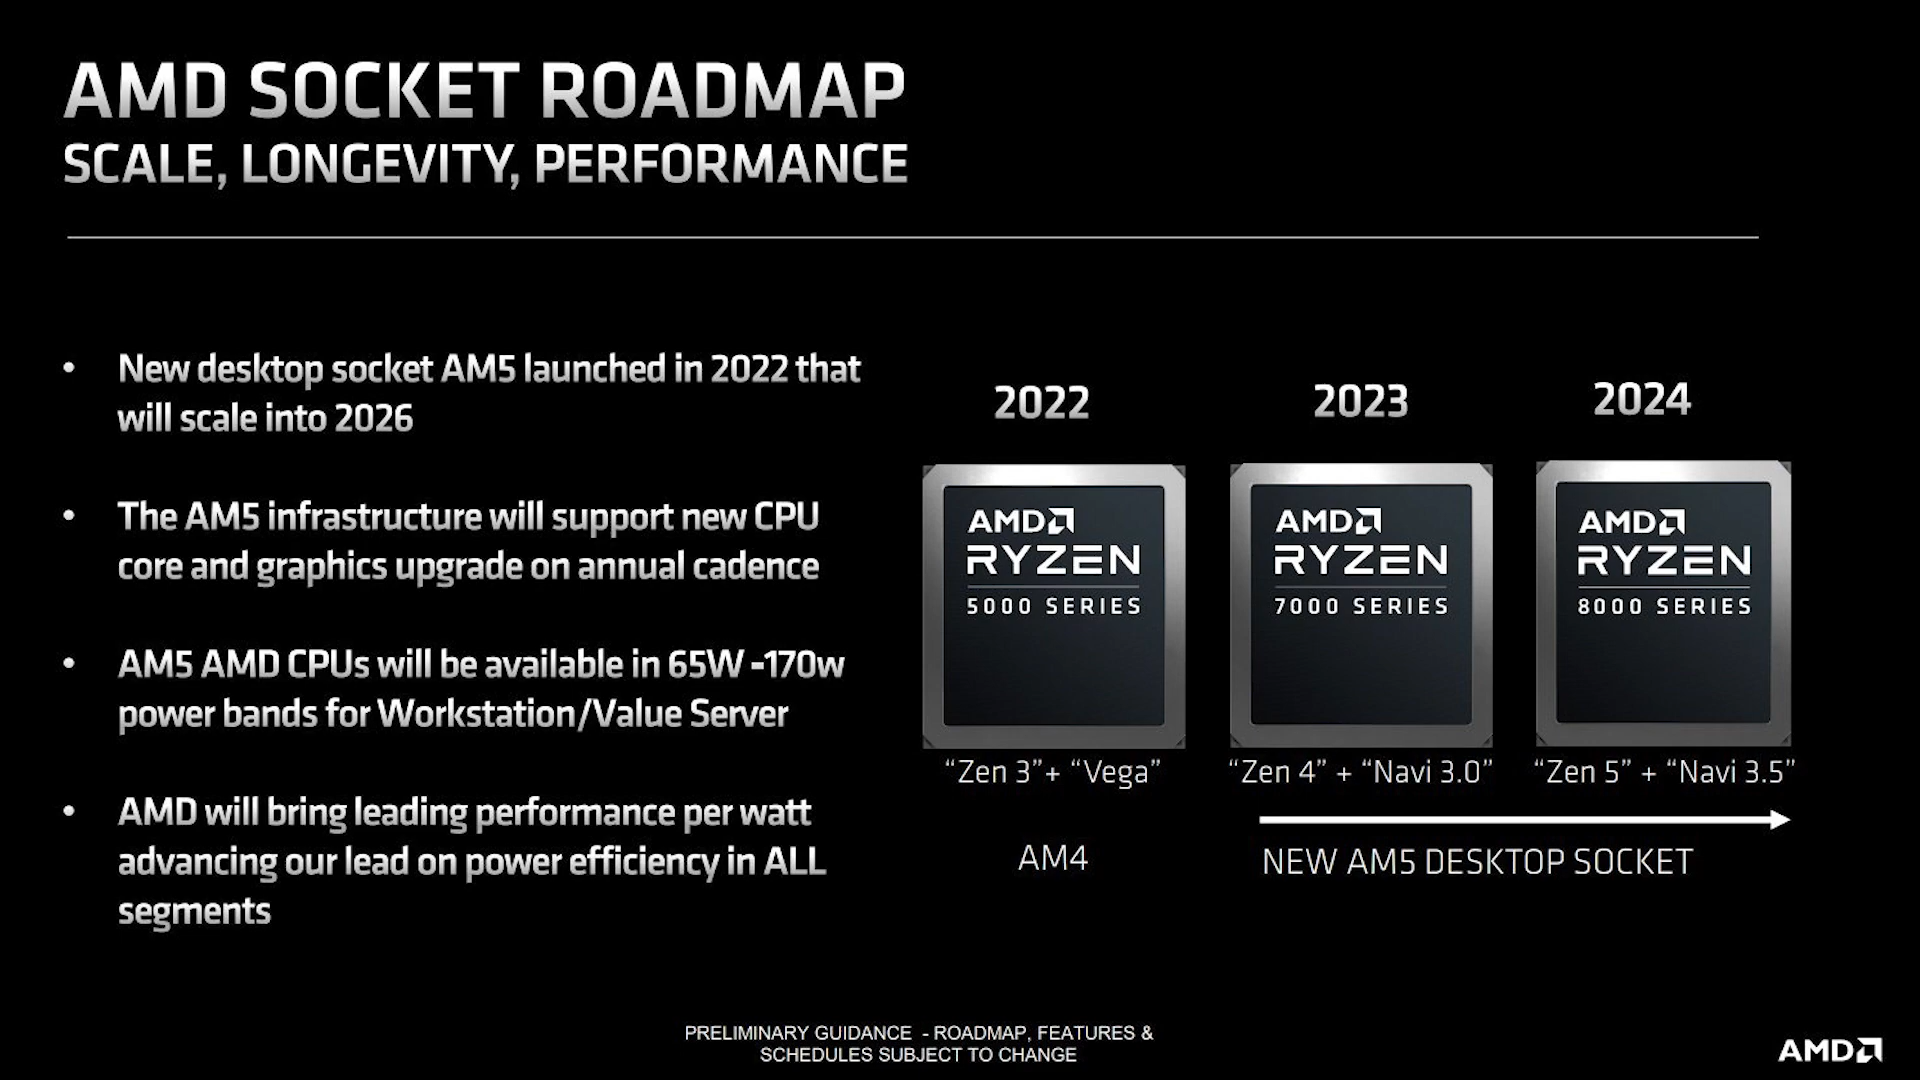 AMD SOCKET ROADMAP
SCALE, LONGEVITY, PERFORMANCE
• New desktop socket AM5 launched in 2022 that
will scale into 2026
• The AM5 infrastructure will support new CPU
core and graphics upgrade on annual cadence
• AM5 AMD CPUs will be available in 65W -170w
power bands for Workstation/Value Server
• AMD will bring leading performance per watt
advancing our lead on power efficiency in ALL
segments
2022
AMD
RYZEN
5000 SERIES
“Zen 3”+ “Vega”
AM4
2023
AMD
RYZEN
7000 SERIES
“Zen 4” + “Navi 3.0”
2024
AMD
RYZEN
8000 SERIES
“Zen 5” + “Navi 3.5”
NEW AM5 DESKTOP SOCKET
PRELIMINARY GUIDANCE - ROADMAP, FEATURES &
SCHEDULES SUBJECT TO CHANGE
AMD